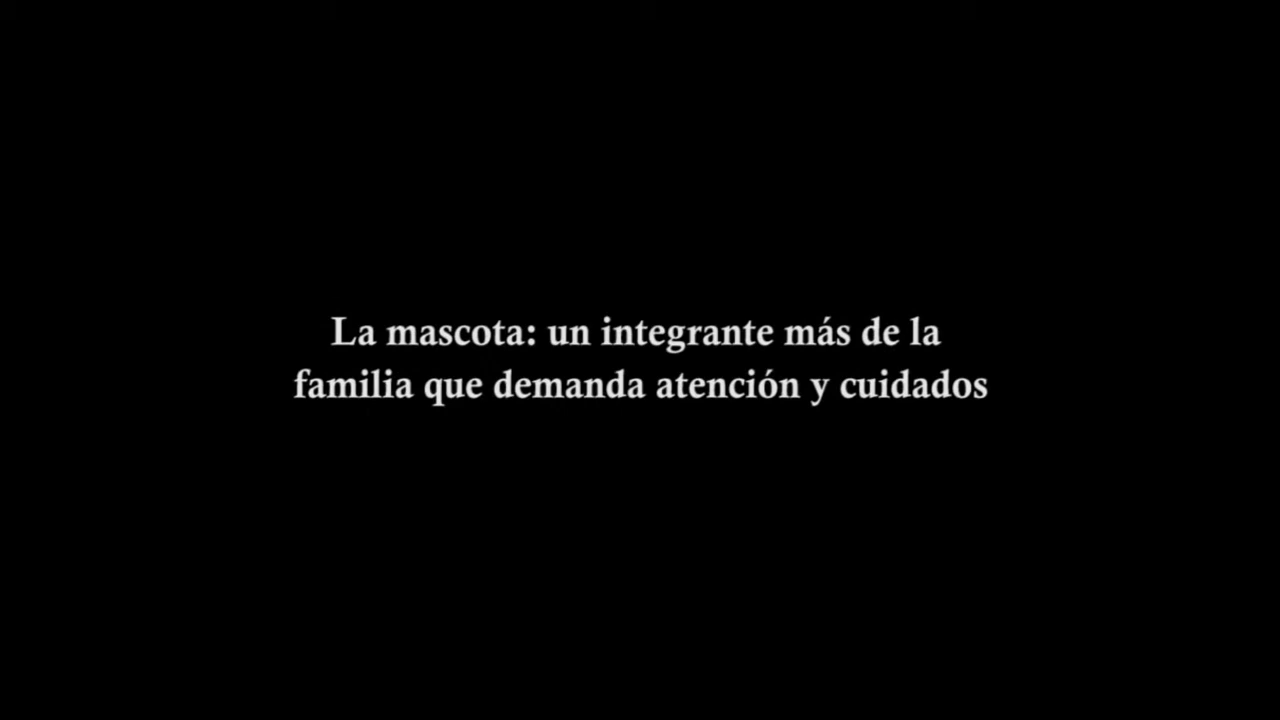 La mascota: un integrante más de la
familia que demanda atención y cuidados